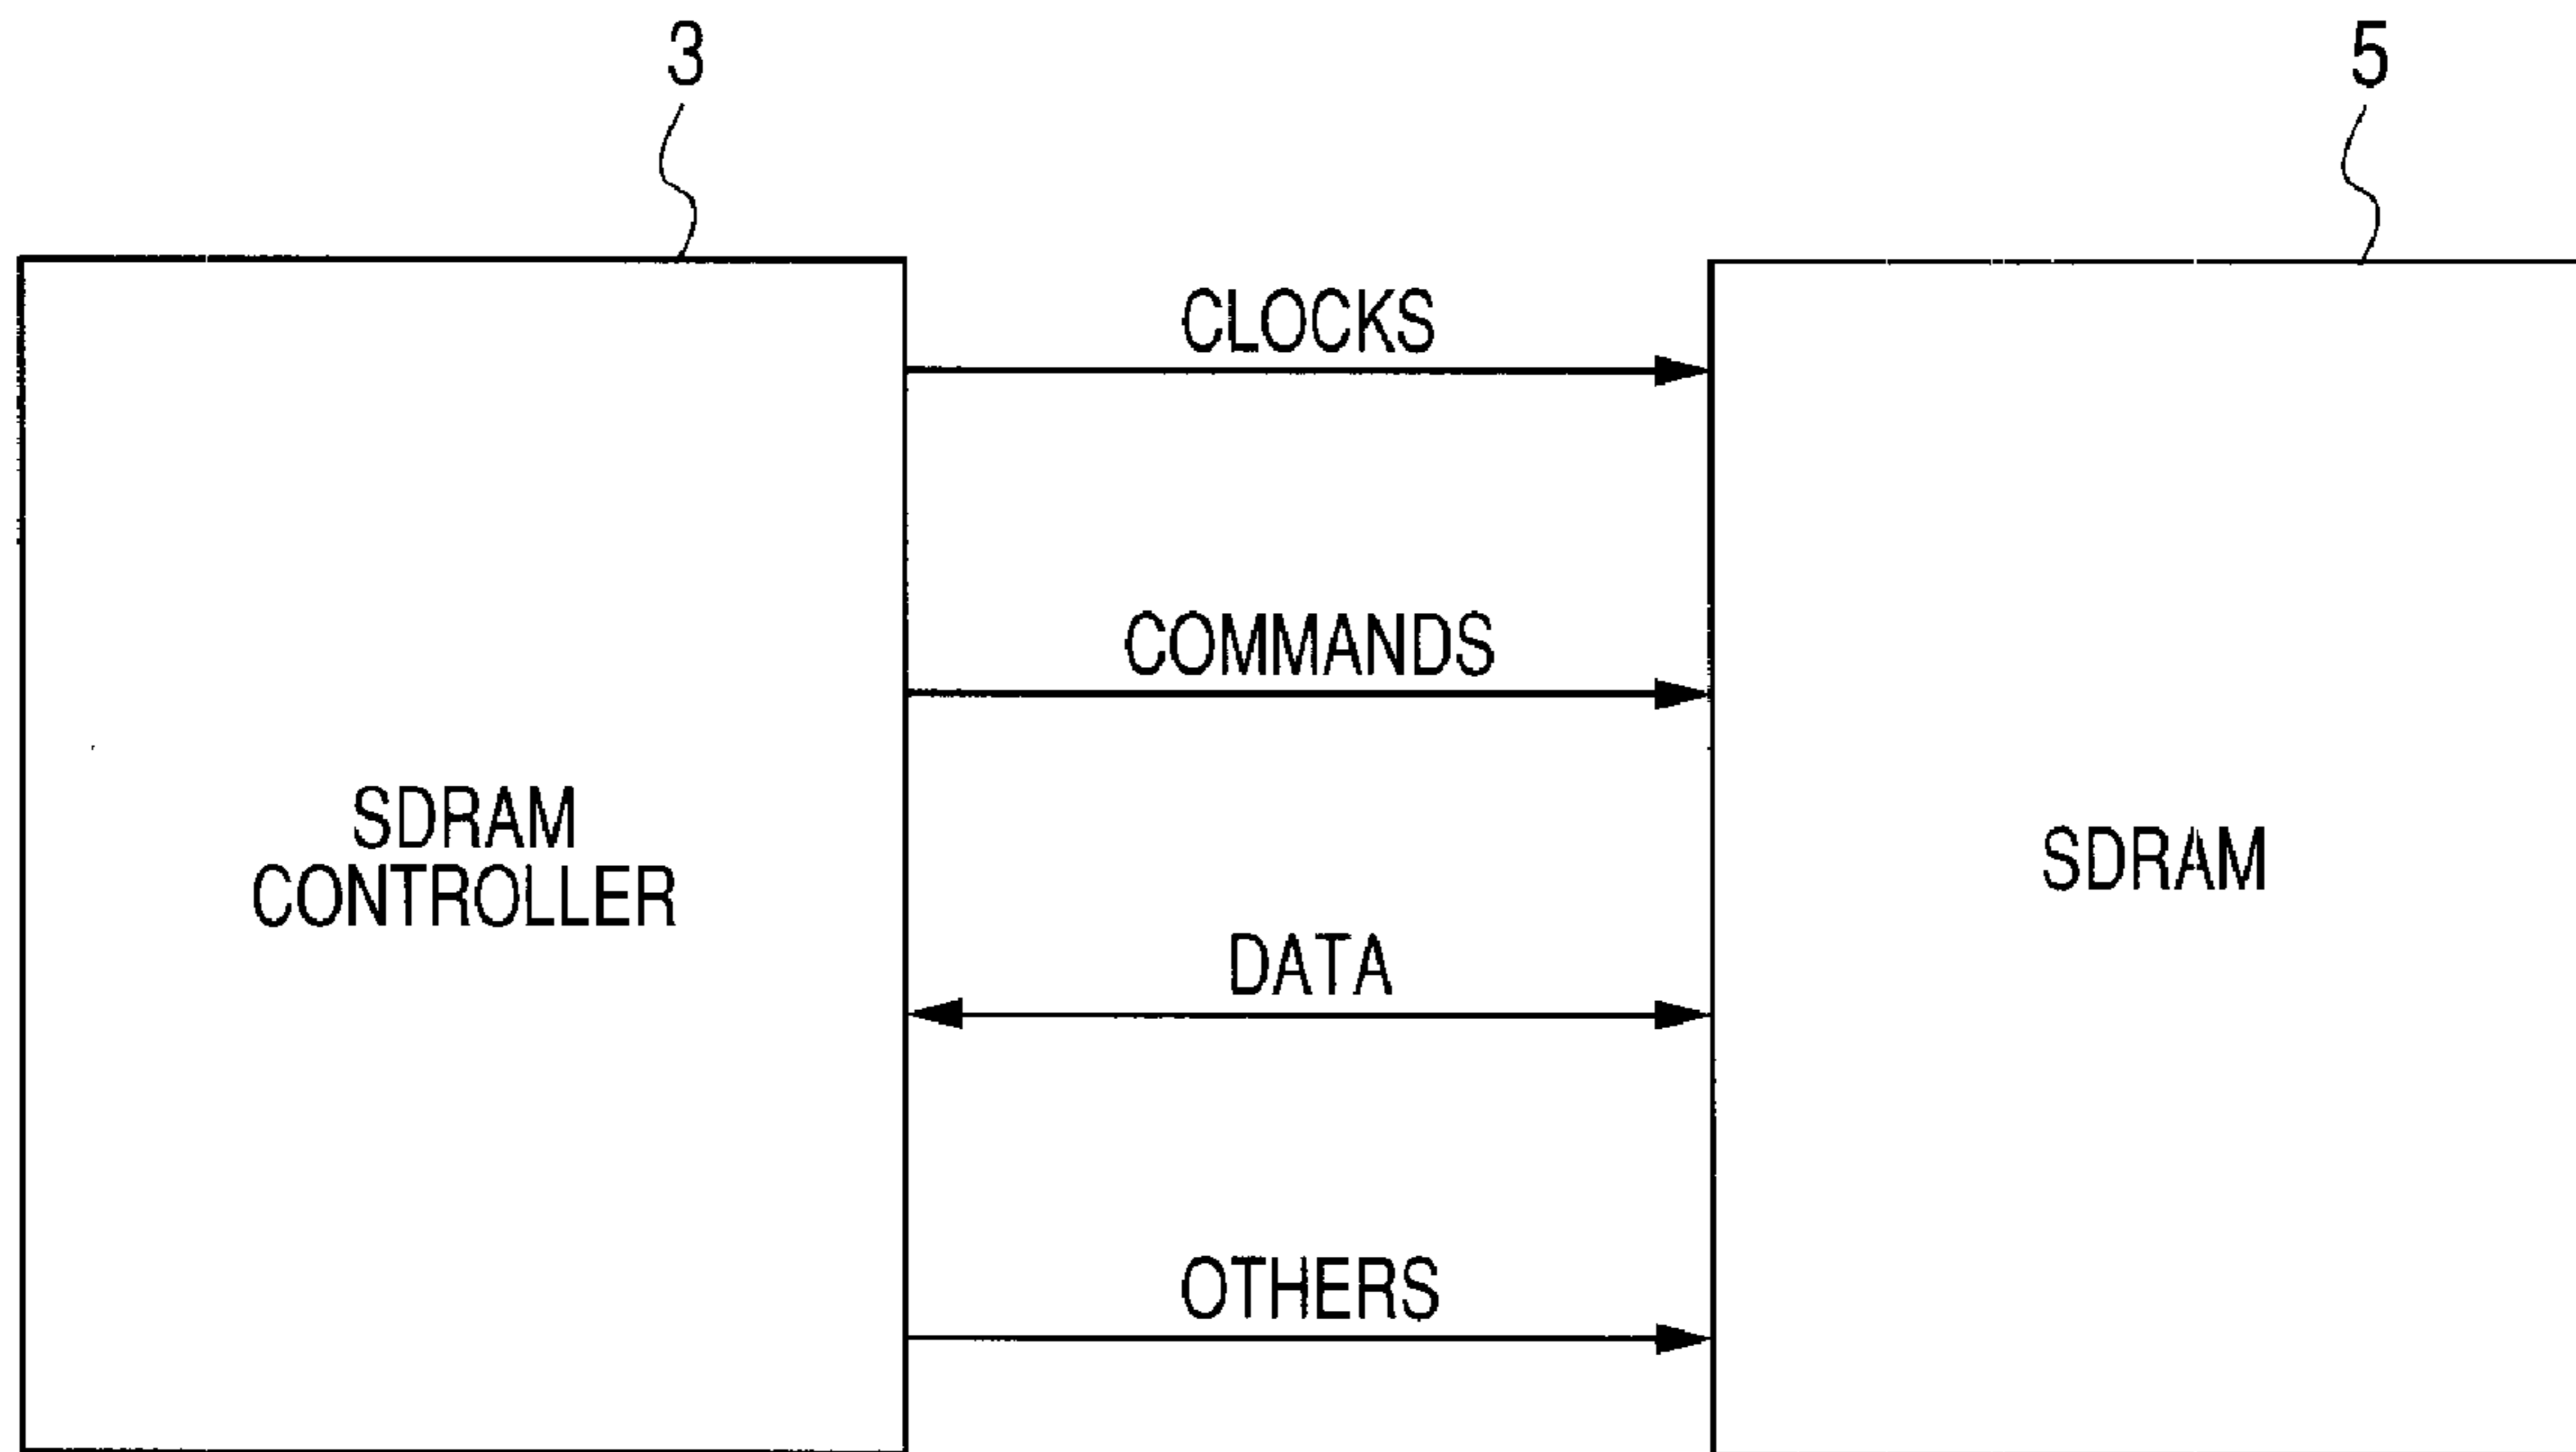 3
5
CLOCKS
COMMANDS
SDRAM
CONTROLLER
SDRAM
DATA
OTHERS